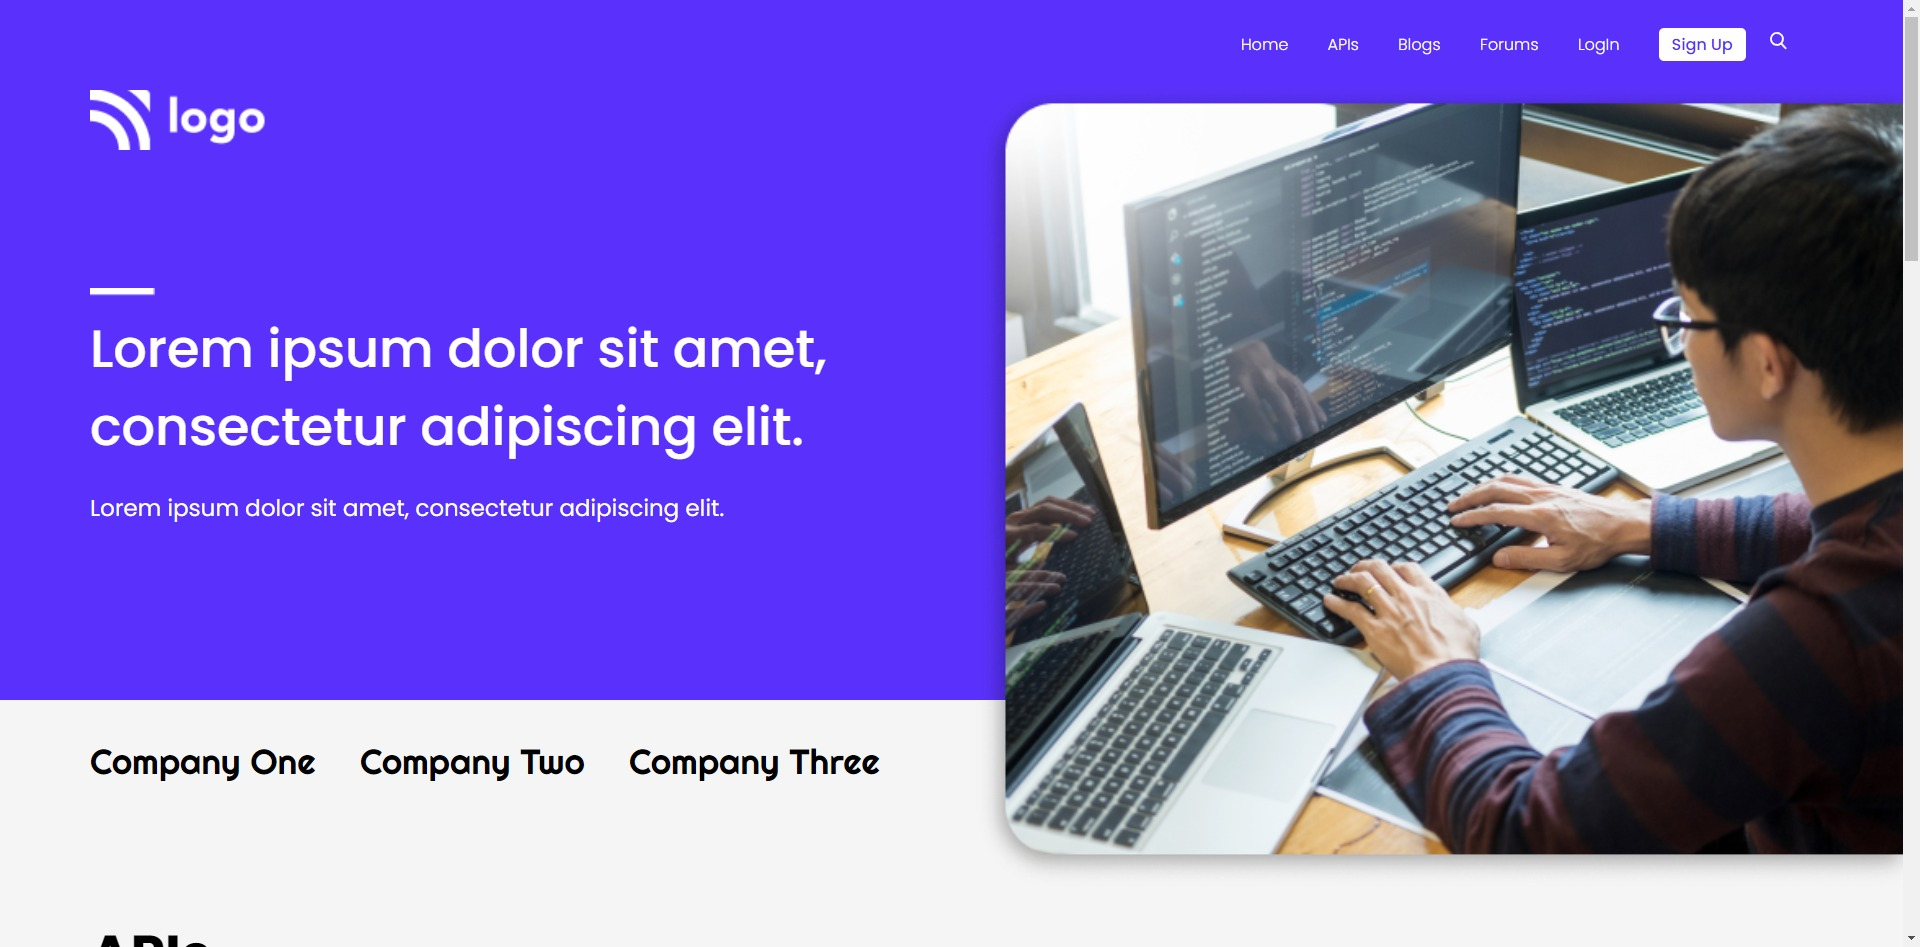 Home APIs Blogs Forums LogIn Sign Up
logo
Lorem ipsum dolor sit amet,
consectetur adipiscing elit.
Lorem ipsum dolor sit amet, consectetur adipiscing elit.
Company One Company Two Company Three
APIs